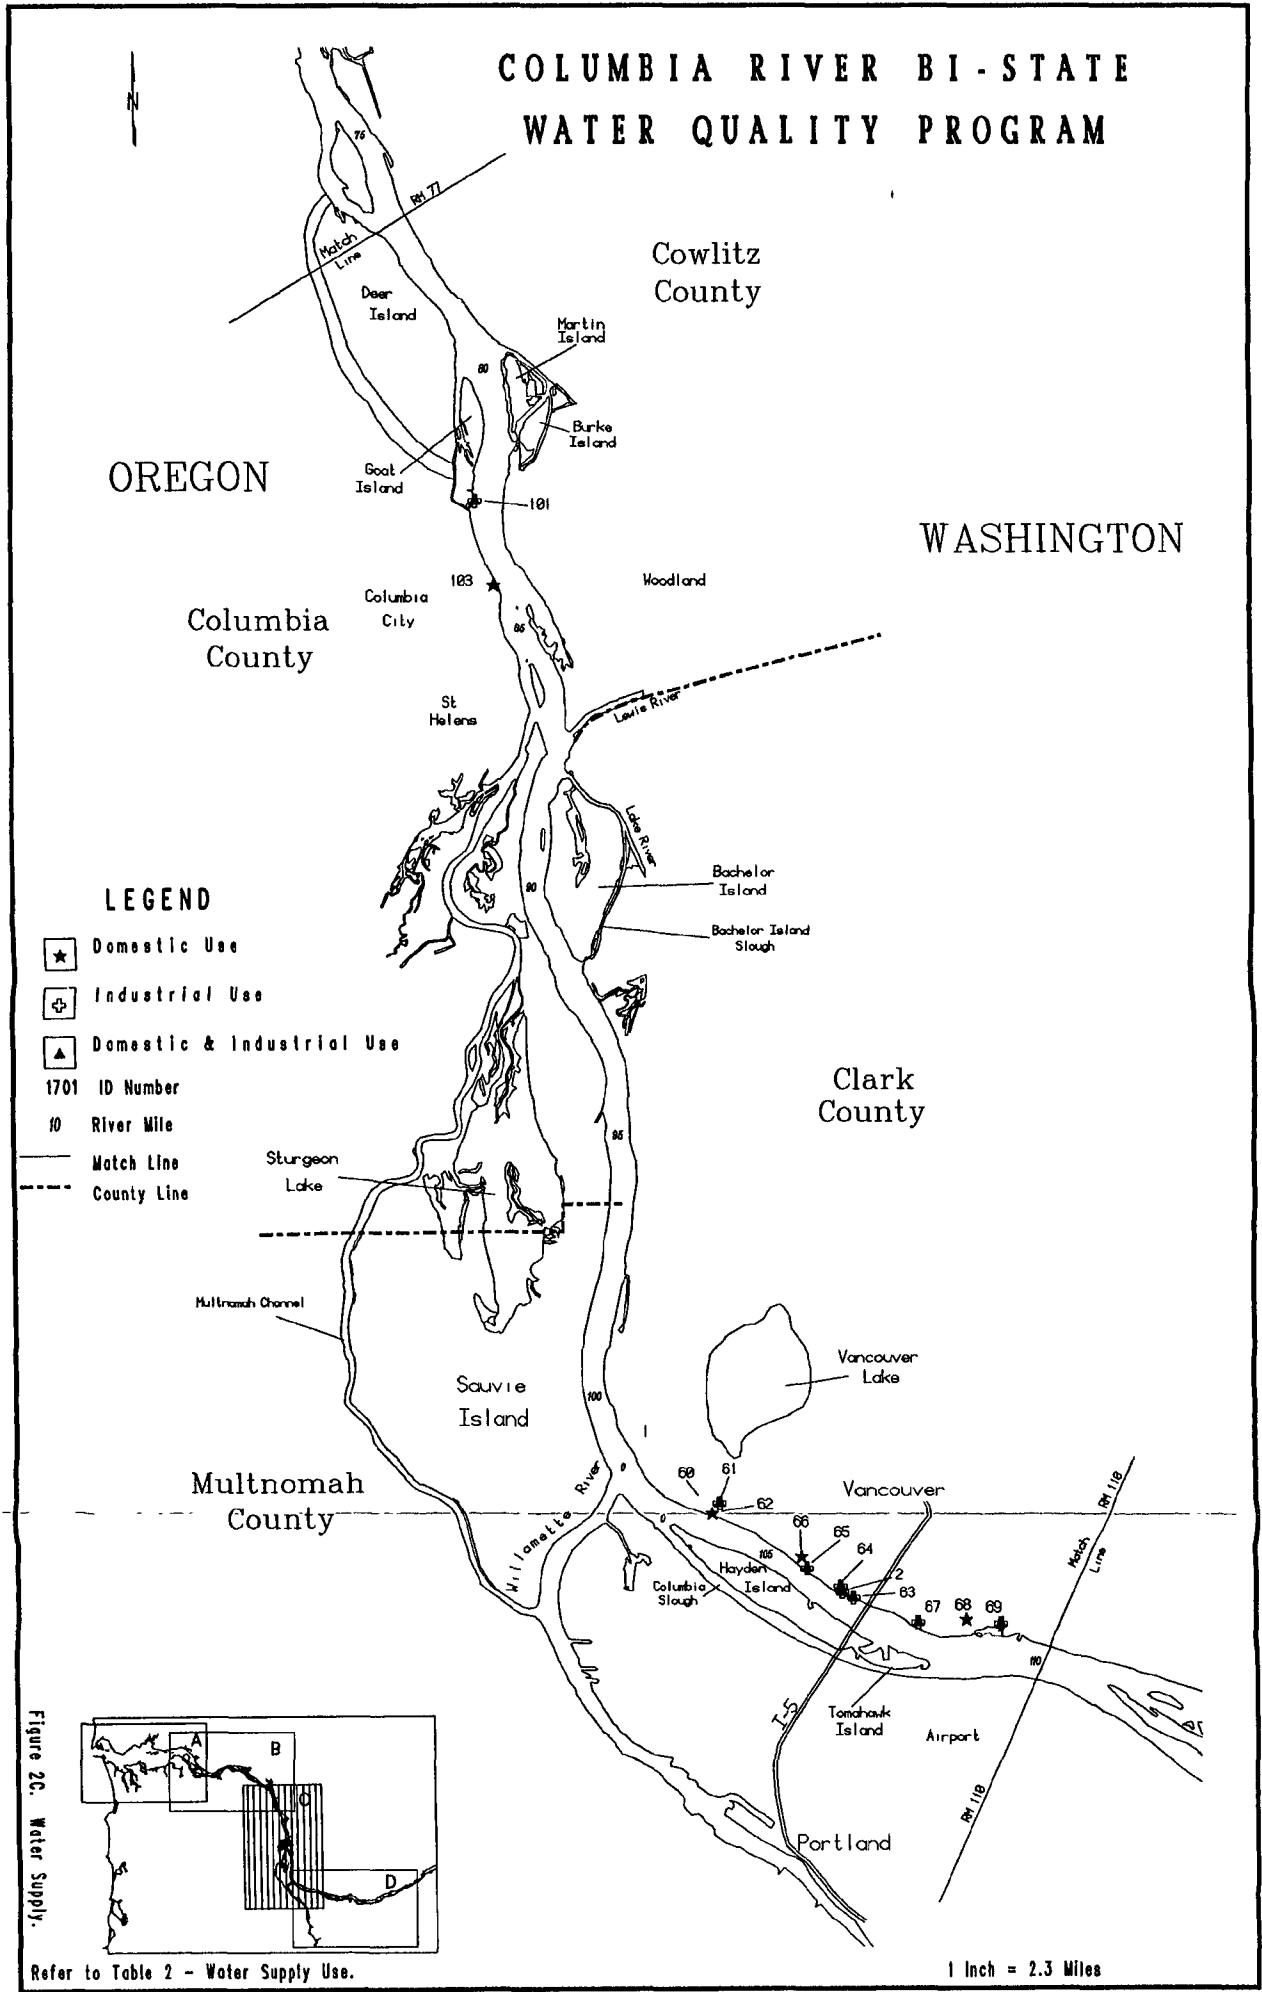 COLUMBIA RIVER BI-STATE
WATER QUALITY PROGRAM
N
75
RM 77
Match
Line
Cowlitz
County
Deer
Island
Martin
Island
80
Burke
Island
Goat
Island
OREGON
101
WASHINGTON
103
Woodland
Columbia
City
Columbia
County
85
St
Helens
Lewis River
Lake River
Bachelor
Island
90
Bachelor Island
Slough
LEGEND
Domestic Use
Industrial Use
Domestic & Industrial Use
1701 ID Number
10 River Mile
Match Line
County Line
Clark
County
95
Sturgeon
Lake
Multnomah Channel
Vancouver
Lake
Sauvie
Island
100
Multnomah
County
Willamette River
0
60
61
62
Vancouver
RM 110
66
65
64
2
63
105
Hayden
Island
Columbia
Slough
Match
Line
67
68
69
110
I-5
Tomahawk
Island
Airport
RM 110
Portland
A
B
C
D
Figure 2C. Water Supply.
Refer to Table 2 - Water Supply Use.
1 Inch = 2.3 Miles